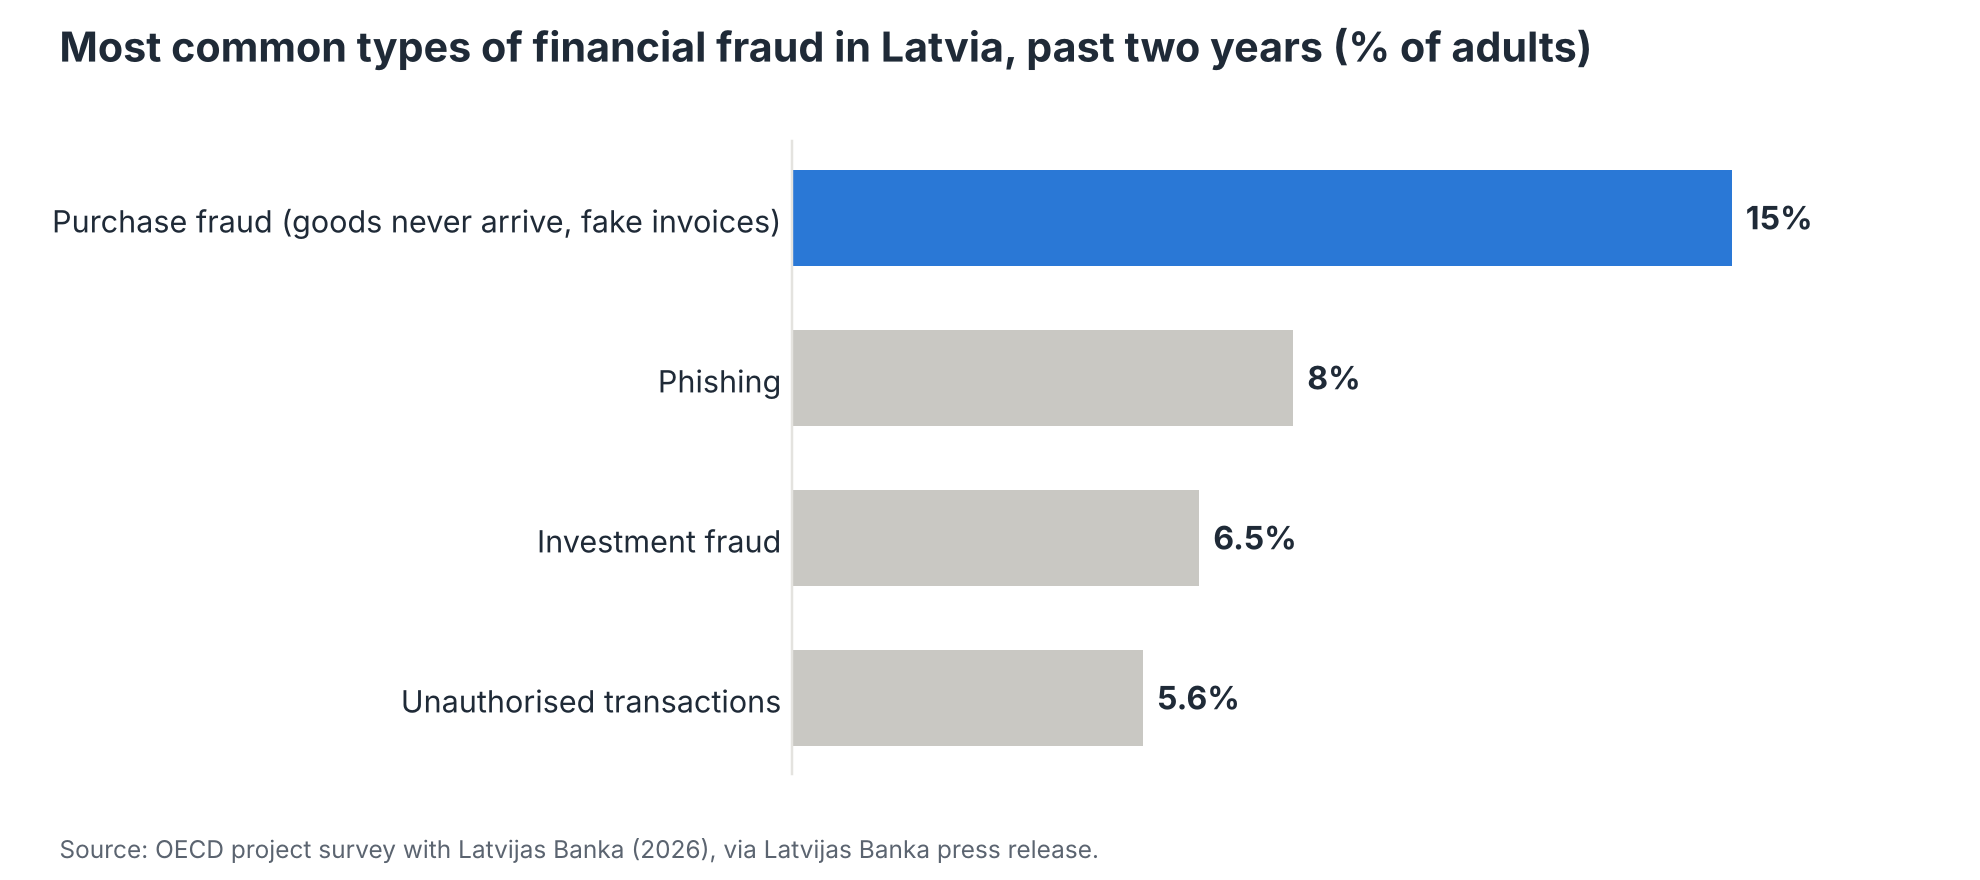 Most common types of financial fraud in Latvia, past two years (% of adults)
Purchase fraud (goods never arrive, fake invoices) 15%
Phishing 8%
Investment fraud 6.5%
Unauthorised transactions 5.6%
Source: OECD project survey with Latvijas Banka (2026), via Latvijas Banka press release.